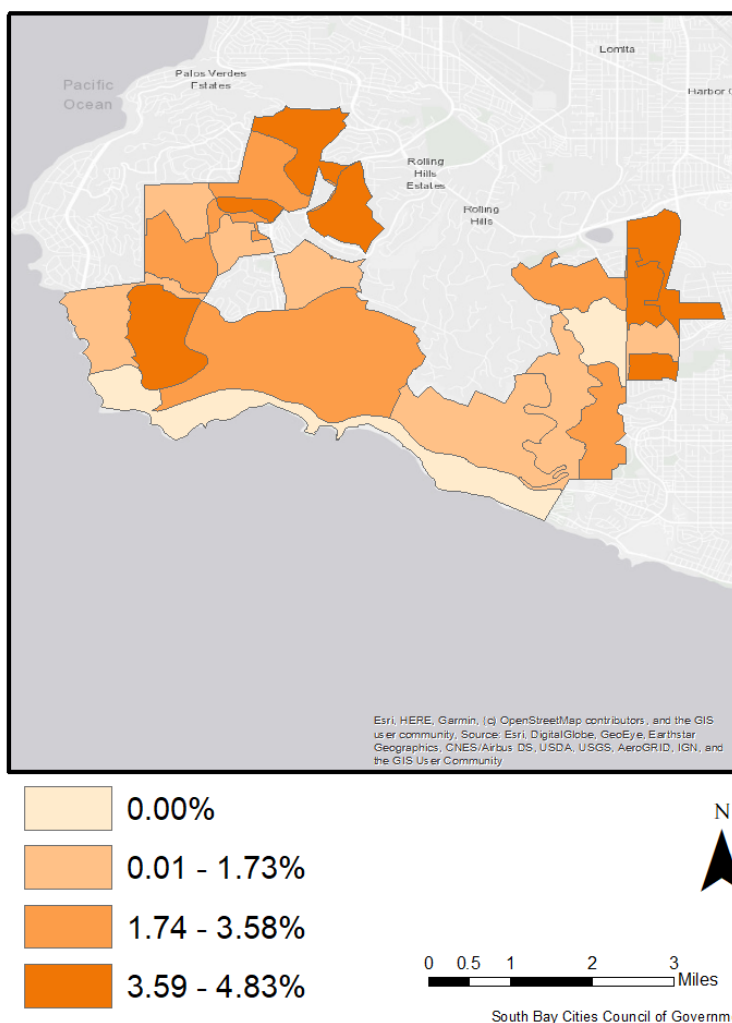 Lomita
Pacific
Ocean
Palos Verdes
Estates
Harbor
Rolling
Hills
Estates
Rolling
Hills
Esri, HERE, Garmin, (c) OpenStreetMap contributors, and the GIS
user community, Source: Esri, DigitalGlobe, GeoEye, Earthstar
Geographics, CNES/Airbus DS, USDA, USGS, AeroGRID, IGN, and
the GIS User Community
0.00%
0.01 - 1.73%
1.74 - 3.58%
3.59 - 4.83%
N
0 0.5 1 2 3
Miles
South Bay Cities Council of Governm